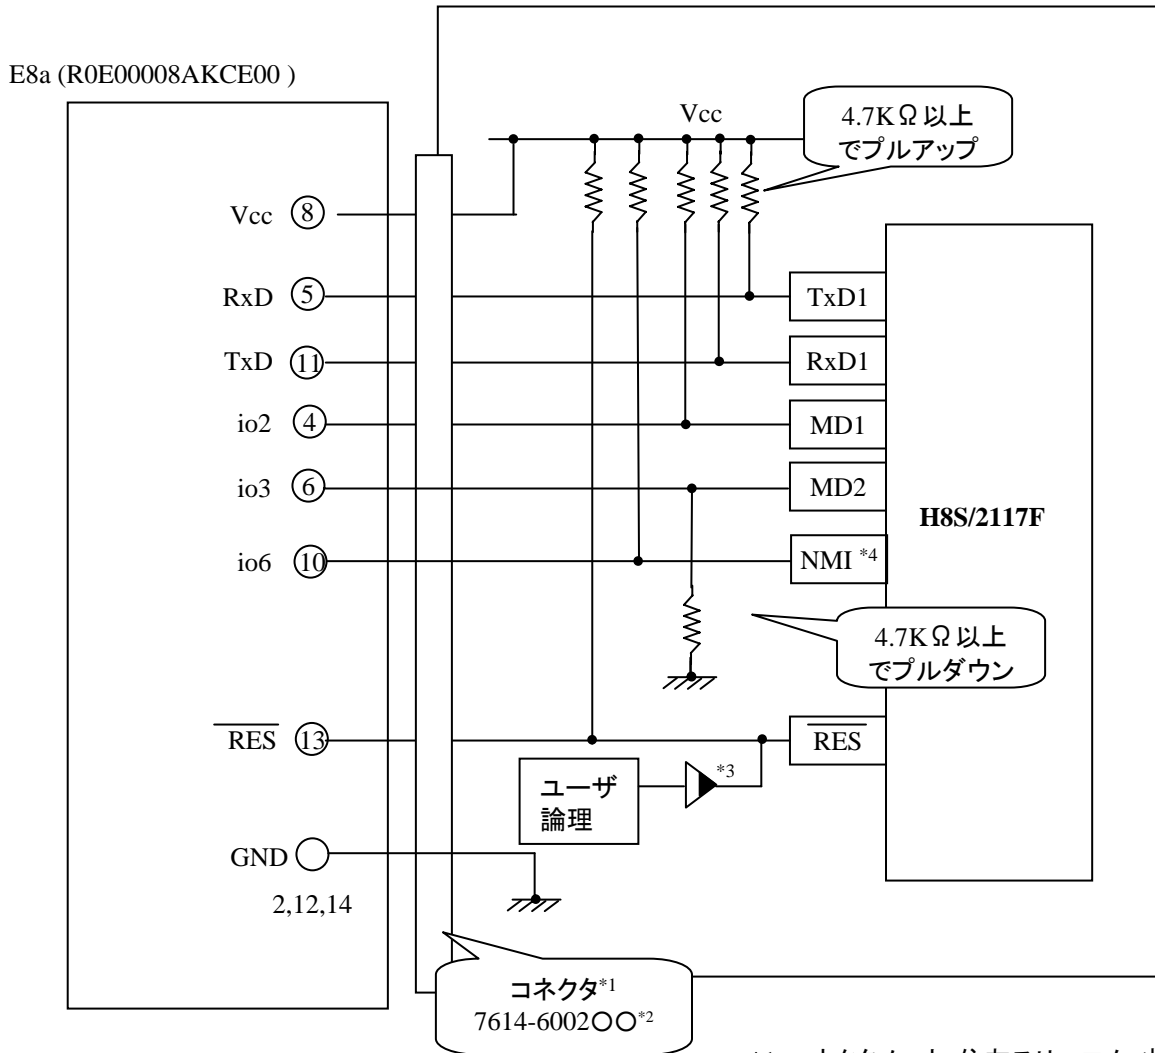 E8a (R0E00008AKCE00 )
Vcc
4.7KΩ以上
でプルアップ
Vcc 8
RxD 5
TxD1
TxD 11
RxD1
io2 4
MD1
io3 6
MD2
H8S/2117F
io6 10
NMI *4
4.7KΩ以上
でプルダウン
RES 13
RES
*3
ユーザ
論理
GND
2,12,14
コネクタ*1
7614-6002〇〇*2